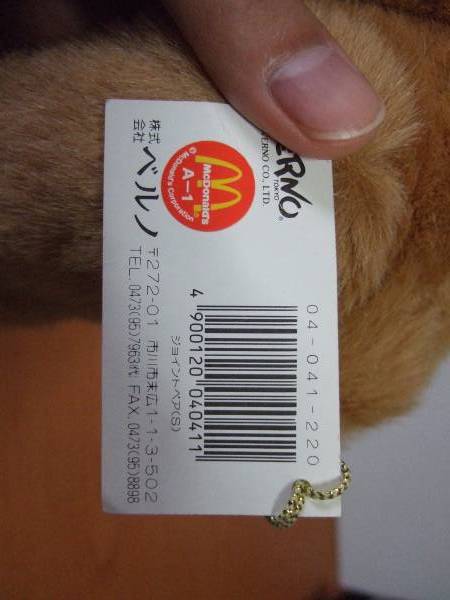 ERNO
TOKYO
ERNO CO., LTD.
04-041-220
4 900120 040411
ジョイントベア(S)
McDonald's
A-1
© McDonald's Corporation
株式会社 ベルノ
〒272-01 市川市末広1-1-3-502
TEL. 0473(95)7963代 FAX. 0473(95)8898